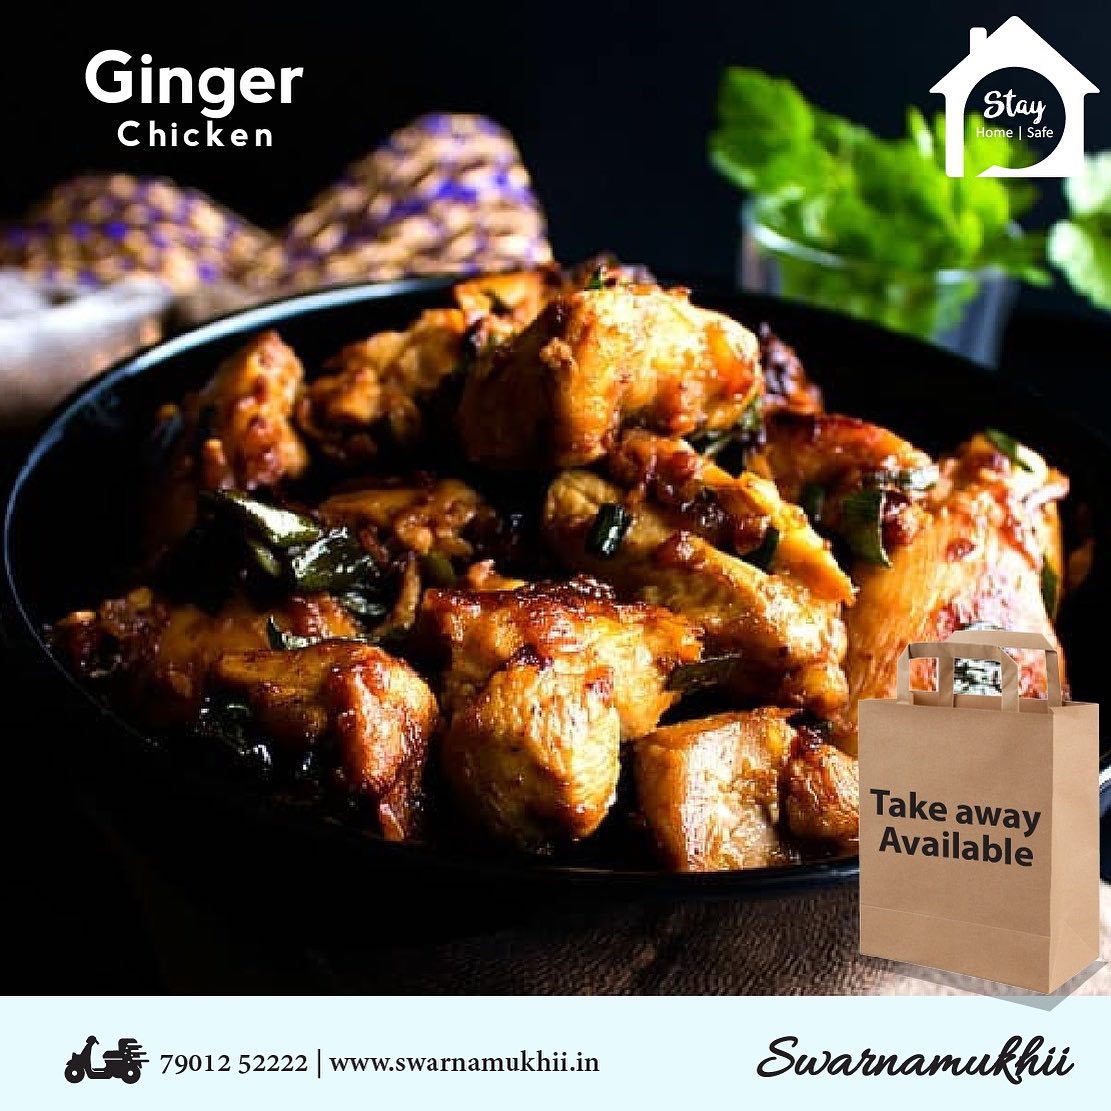 Ginger
Chicken
Stay
Home | Safe
Take away
Available
79012 52222 | www.swarnamukhii.in
Swarnamukhii